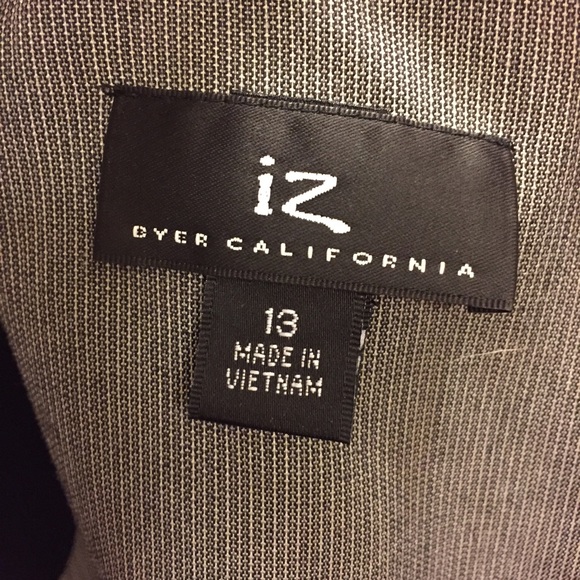 iz
BYER CALIFORNIA
13
MADE IN
VIETNAM